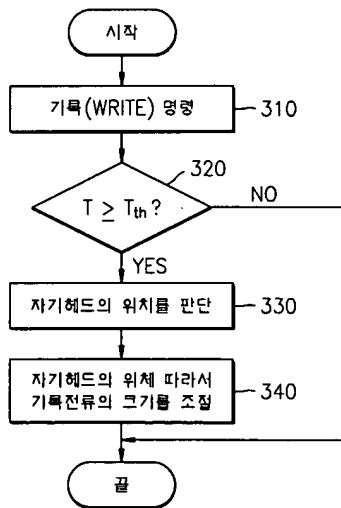 시작
기록(WRITE) 명령
310
320
T ≥ Tth ?
NO
YES
자기헤드의 위치를 판단
330
자기헤드의 위체 따라서
기록전류의 크기를 조절
340
끝